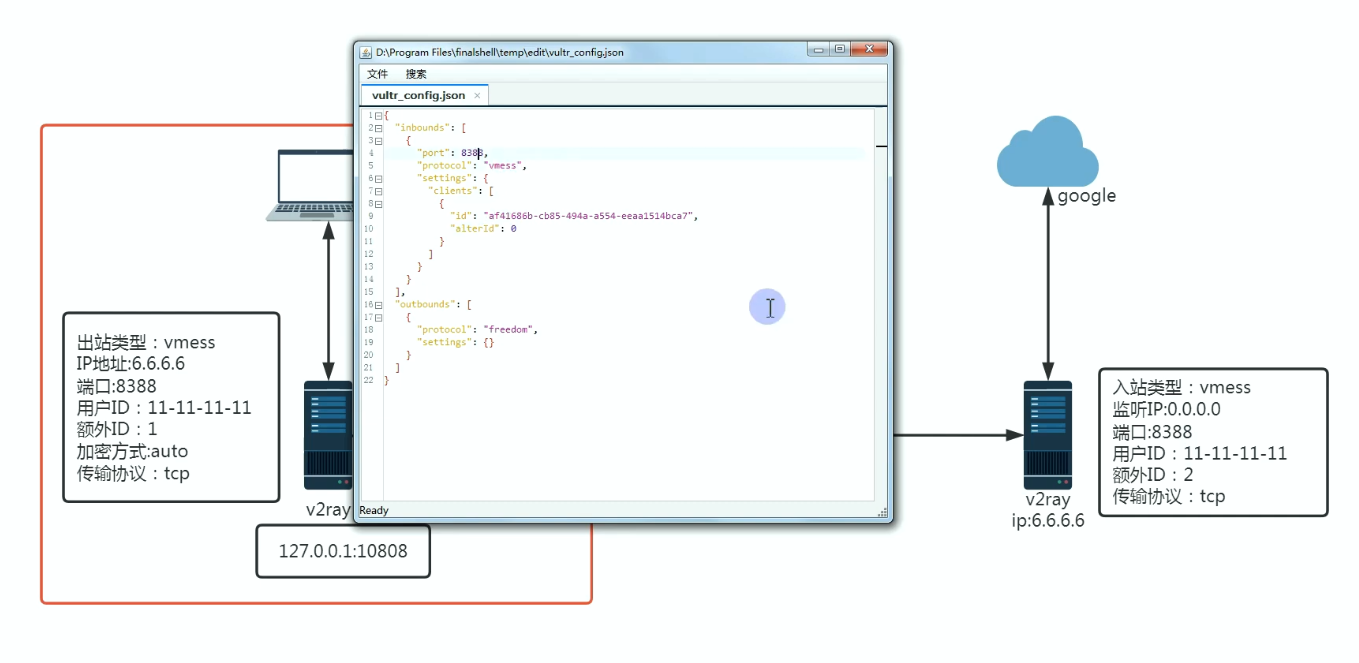 D:\Program Files\finalshell\temp\edit\vultr_config.json
文件 搜索
vultr_config.json
1 {
2 "inbounds": [
3 {
4 "port": 8388,
5 "protocol": "vmess",
6 "settings": {
7 "clients": [
8 {
9 "id": "af41686b-cb85-494a-a554-eeaa1514bca7",
10 "alterId": 0
11 }
12 ]
13 }
14 }
15 ],
16 "outbounds": [
17 {
18 "protocol": "freedom",
19 "settings": {}
20 }
21 ]
22 }
Ready
出站类型：vmess
IP地址:6.6.6.6
端口:8388
用户ID：11-11-11-11
额外ID：1
加密方式:auto
传输协议：tcp
v2ray
127.0.0.1:10808
google
入站类型：vmess
监听IP:0.0.0.0
端口:8388
用户ID：11-11-11-11
额外ID：2
传输协议：tcp
v2ray
ip:6.6.6.6